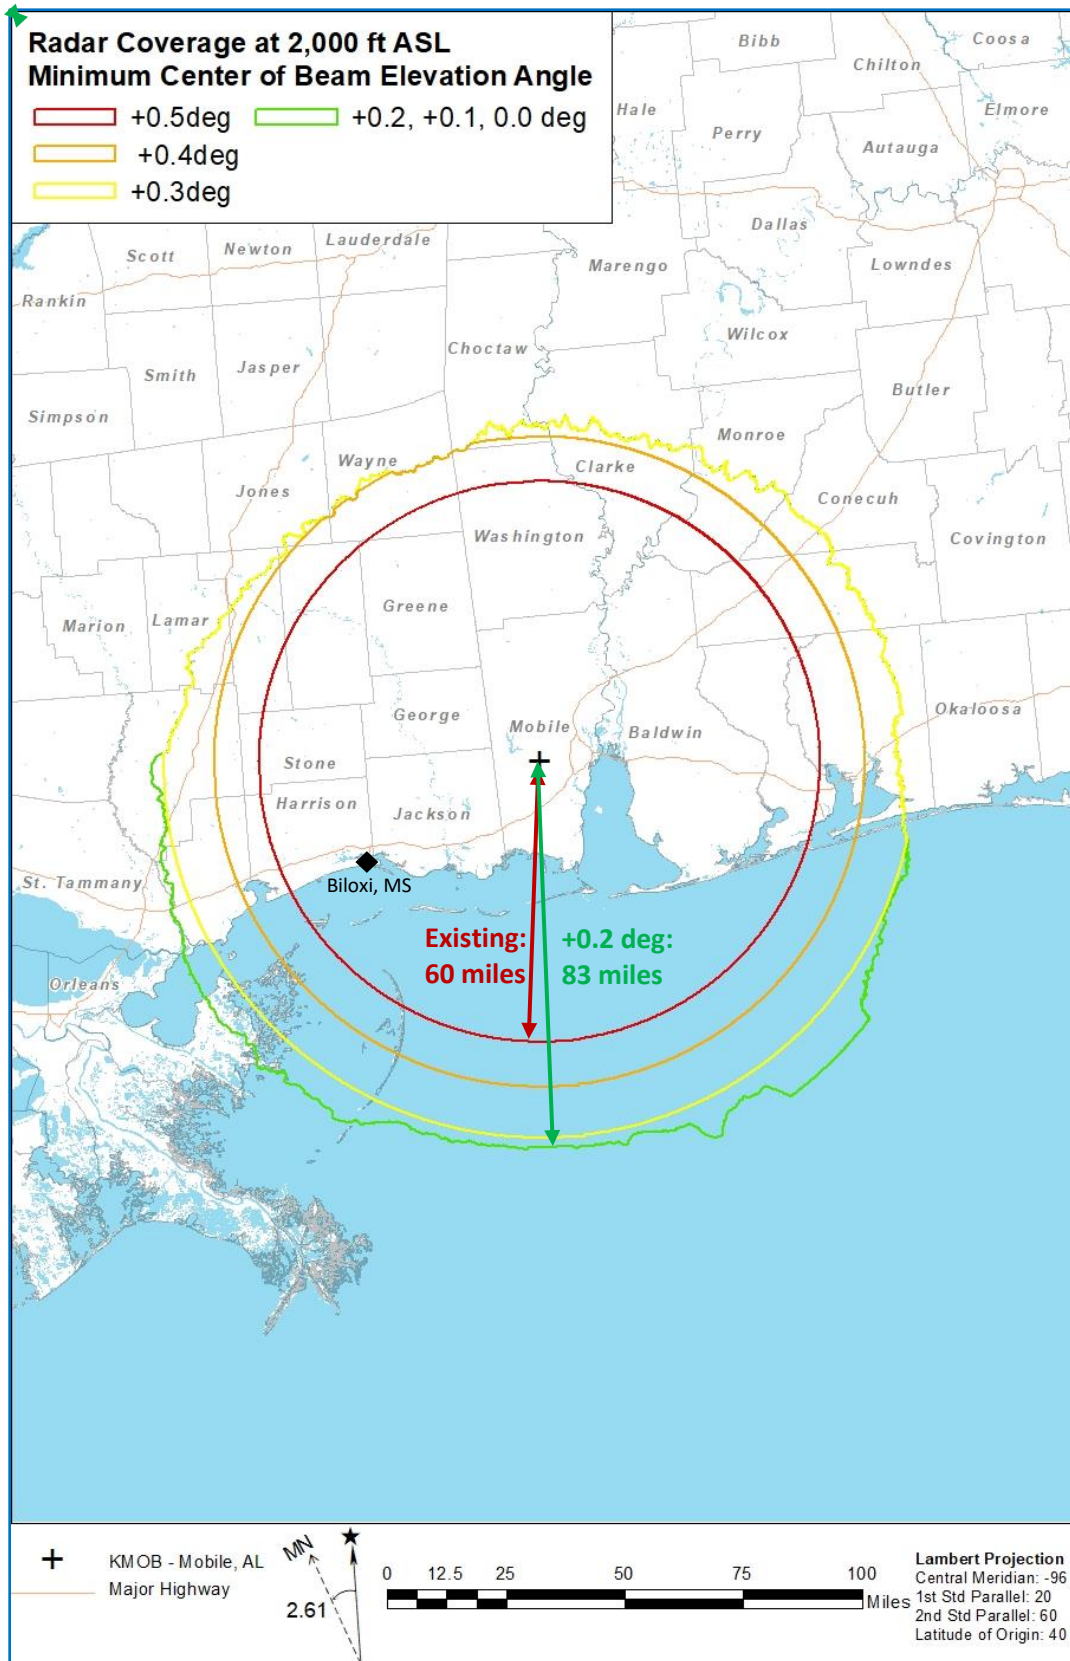 Radar Coverage at 2,000 ft ASL
Minimum Center of Beam Elevation Angle
+0.5deg +0.2, +0.1, 0.0 deg
+0.4deg
+0.3deg
Bibb
Coosa
Chilton
Hale
Elmore
Perry
Autauga
Dallas
Lauderdale
Newton
Scott
Marengo
Lowndes
Rankin
Wilcox
Choctaw
Jasper
Smith
Butler
Simpson
Monroe
Wayne
Clarke
Jones
Conecuh
Washington
Covington
Greene
Lamar
Marion
Okaloosa
George
Mobile
Baldwin
Stone
Harrison
Jackson
St. Tammany
Biloxi, MS
Existing:
60 miles
+0.2 deg:
83 miles
Orleans
KMOB - Mobile, AL
Major Highway
MN
2.61
0 12.5 25 50 75 100
Miles
Lambert Projection
Central Meridian: -96
1st Std Parallel: 20
2nd Std Parallel: 60
Latitude of Origin: 40